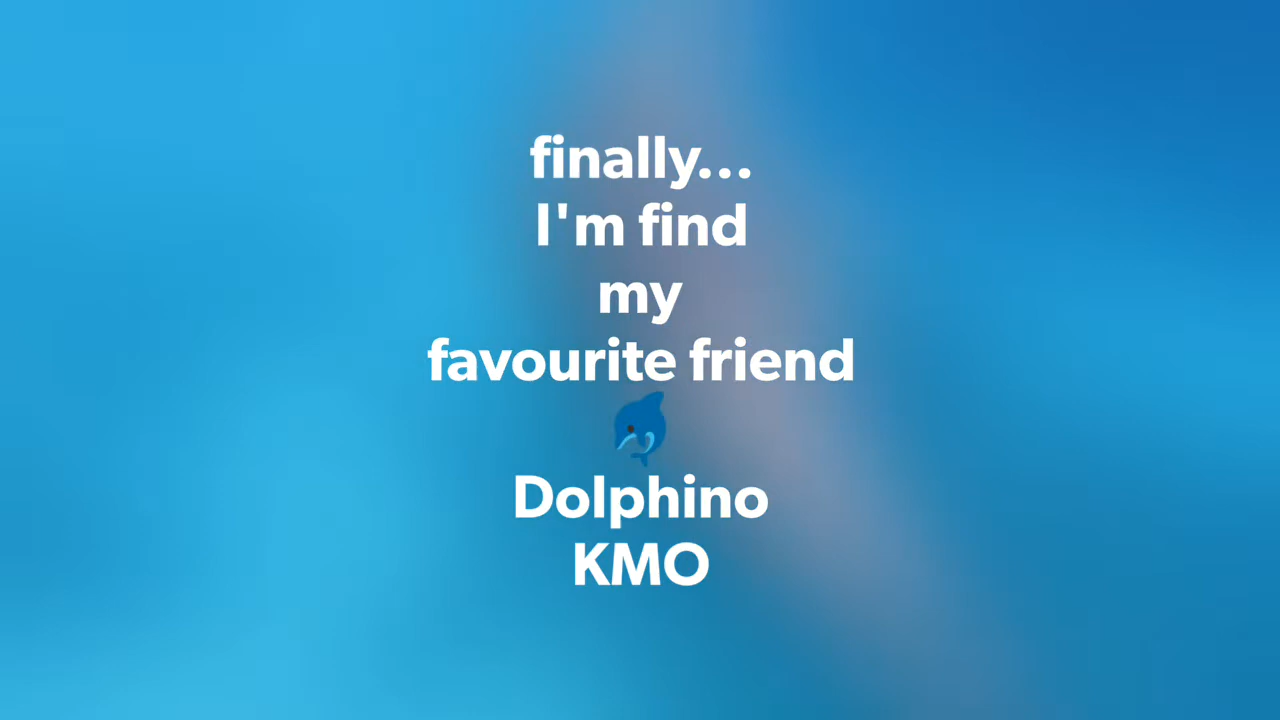 finally...
I'm find
my
favourite friend
🐬
Dolphino
KMO